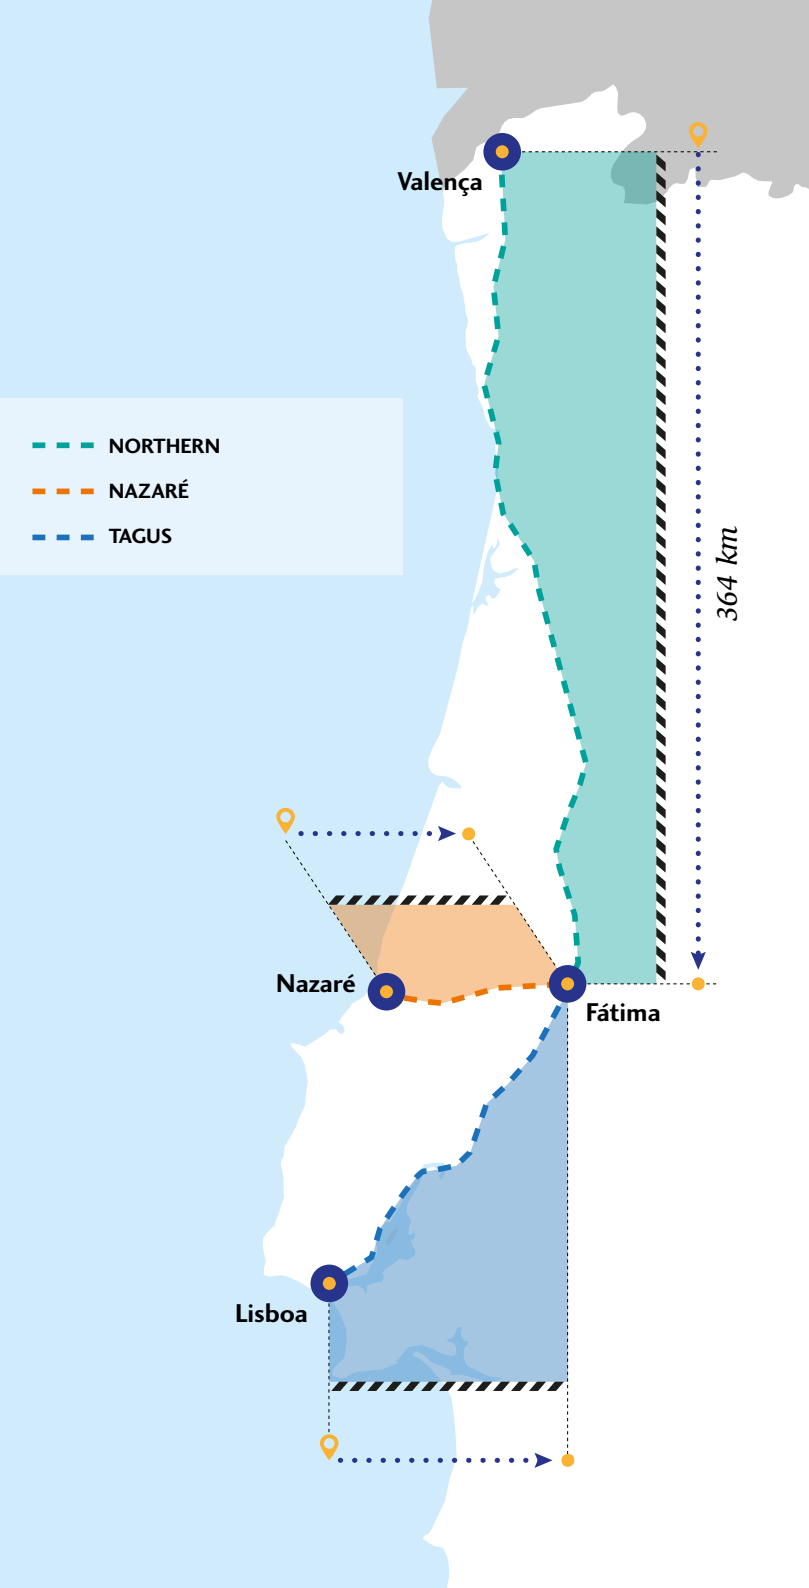 Valença
NORTHERN
NAZARÉ
TAGUS
364 km
Nazaré
Fátima
Lisboa